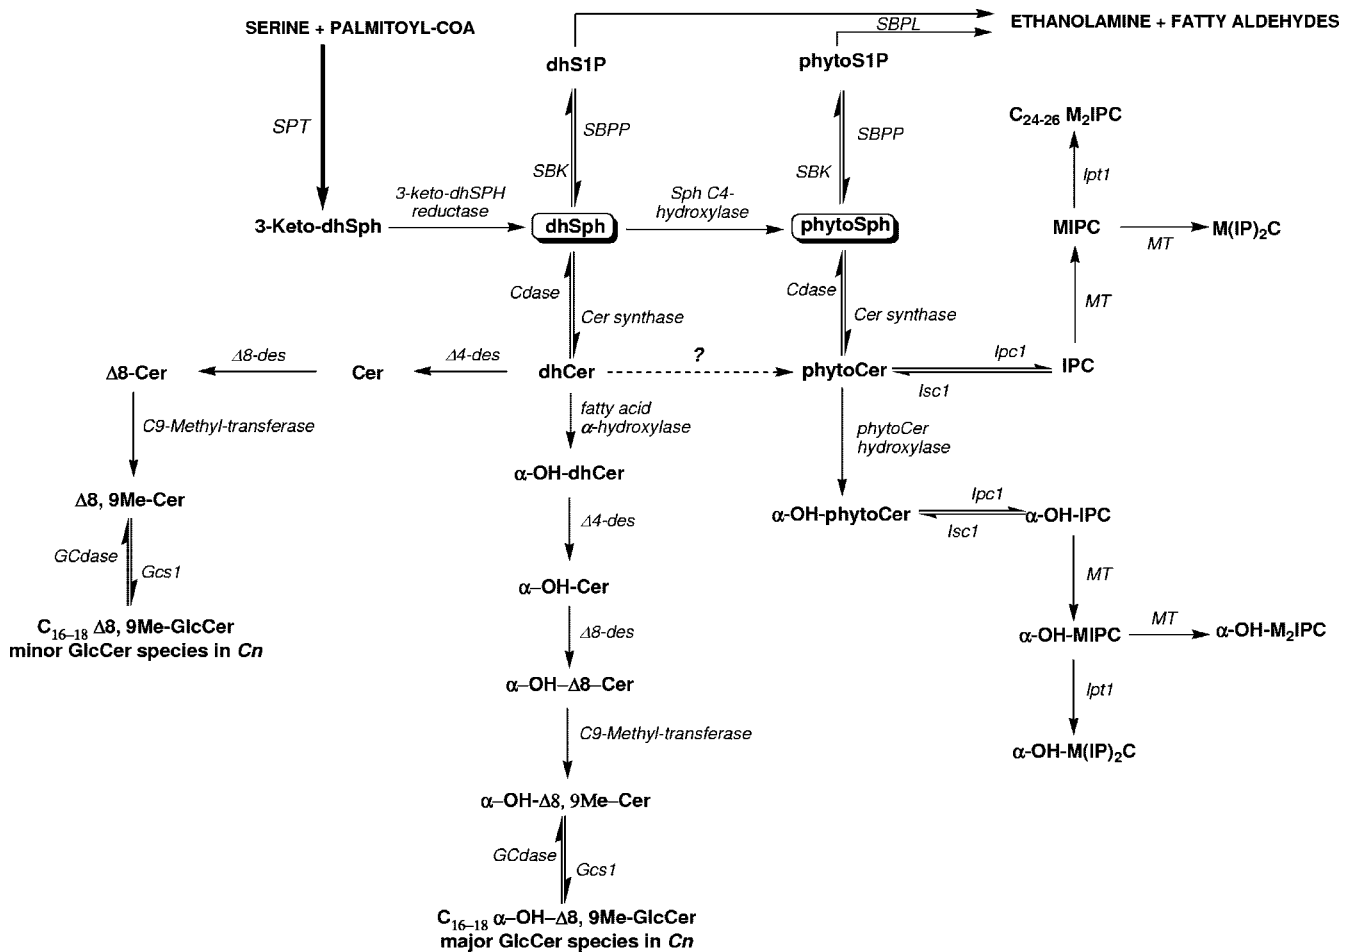 SERINE + PALMITOYL-COA
ETHANOLAMINE + FATTY ALDEHYDES
SBPL
dhS1P
phytoS1P
C24-26 M2IPC
SPT
SBPP
SBPP
SBK
SBK
Ipt1
3-keto-dhSPH
reductase
Sph C4-
hydroxylase
3-Keto-dhSph
dhSph
phytoSph
MIPC
M(IP)2C
MT
Cdase
Cer synthase
Cdase
Cer synthase
MT
Δ8-Cer
Δ8-des
Cer
Δ4-des
dhCer
?
phytoCer
Ipc1
Isc1
IPC
C9-Methyl-transferase
fatty acid
α-hydroxylase
phytoCer
hydroxylase
α-OH-dhCer
Δ8, 9Me-Cer
α-OH-phytoCer
Ipc1
Isc1
α-OH-IPC
Δ4-des
GCdase
Gcs1
MT
α–OH-Cer
C16–18 Δ8, 9Me-GlcCer
minor GlcCer species in Cn
Δ8-des
α-OH-MIPC
MT
α-OH-M2IPC
α–OH–Δ8–Cer
Ipt1
C9-Methyl-transferase
α-OH-M(IP)2C
α–OH-Δ8, 9Me–Cer
GCdase
Gcs1
C16–18 α–OH–Δ8, 9Me-GlcCer
major GlcCer species in Cn